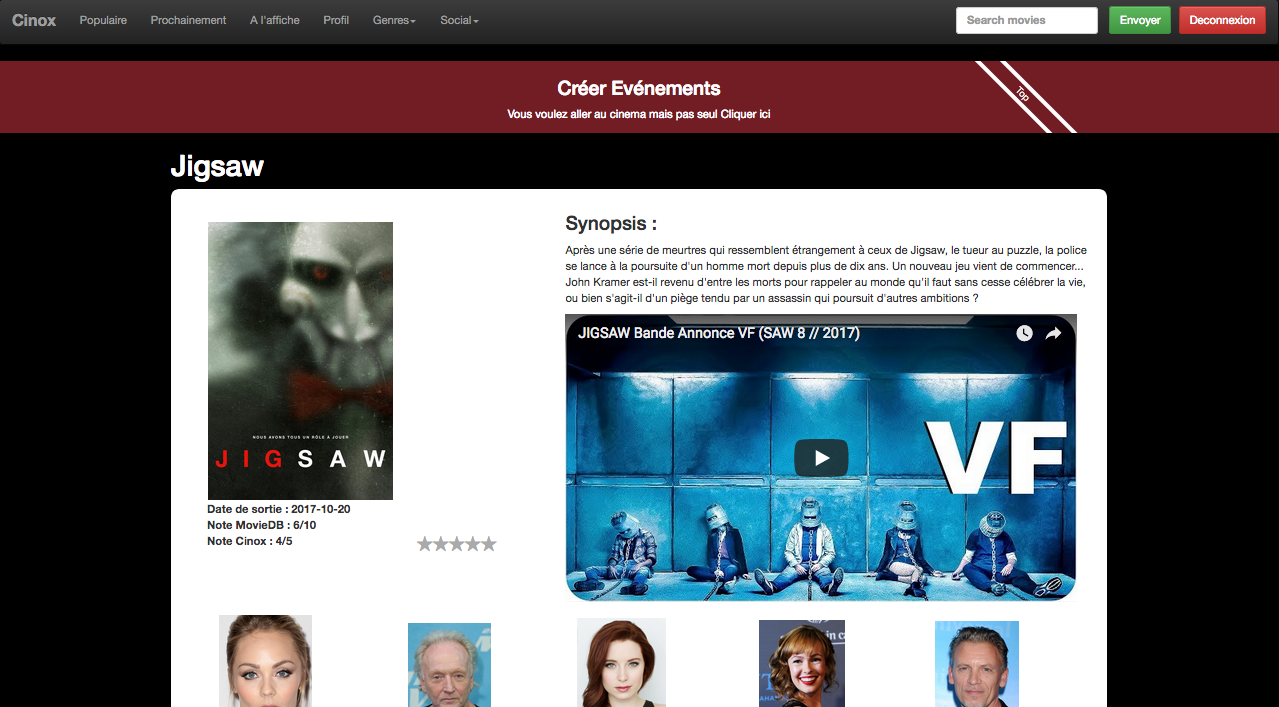 Cinox Populaire Prochainement A l'affiche Profil Genres Social Search movies Envoyer Deconnexion
Créer Evénements
Vous voulez aller au cinema mais pas seul Cliquer ici
Top
Jigsaw
NOUS AVONS TOUS UN RÔLE À JOUER
JIGSAW
Date de sortie : 2017-10-20
Note MovieDB : 6/10
Note Cinox : 4/5
Synopsis :
Après une série de meurtres qui ressemblent étrangement à ceux de Jigsaw, le tueur au puzzle, la police
se lance à la poursuite d'un homme mort depuis plus de dix ans. Un nouveau jeu vient de commencer...
John Kramer est-il revenu d'entre les morts pour rappeler au monde qu'il faut sans cesse célébrer la vie,
ou bien s'agit-il d'un piège tendu par un assassin qui poursuit d'autres ambitions ?
JIGSAW Bande Annonce VF (SAW 8 // 2017)
VF